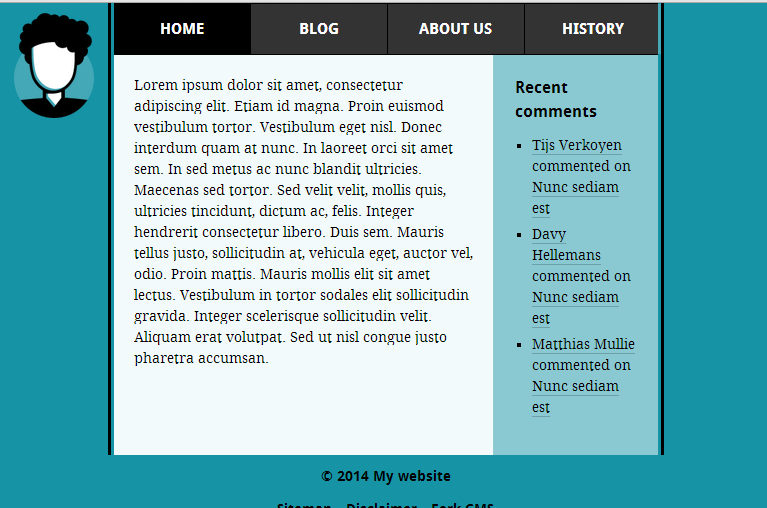 HOME BLOG ABOUT US HISTORY
Lorem ipsum dolor sit amet, consectetur
adipiscing elit. Etiam id magna. Proin euismod
vestibulum tortor. Vestibulum eget nisl. Donec
interdum quam at nunc. In laoreet orci sit amet
sem. In sed metus ac nunc blandit ultricies.
Maecenas sed tortor. Sed velit velit, mollis quis,
ultricies tincidunt, dictum ac, felis. Integer
hendrerit consectetur libero. Duis sem. Mauris
tellus justo, sollicitudin at, vehicula eget, auctor vel,
odio. Proin mattis. Mauris mollis elit sit amet
lectus. Vestibulum in tortor sodales elit sollicitudin
gravida. Integer scelerisque sollicitudin velit.
Aliquam erat volutpat. Sed ut nisl congue justo
pharetra accumsan.
Recent
comments
Tijs Verkoyen
commented on
Nunc sediam
est
Davy
Hellemans
commented on
Nunc sediam
est
Matthias Mullie
commented on
Nunc sediam
est
© 2014 My website
Sitemap Disclaimer Fork CMS